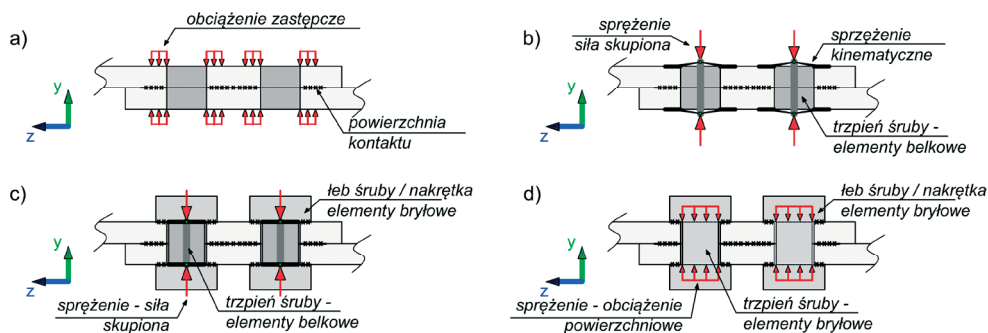 a)
obciążenie zastępcze
powierzchnia
kontaktu
y
z
b)
sprężenie
siła skupiona
sprzężenie
kinematyczne
trzpień śruby -
elementy belkowe
y
z
c)
łeb śruby / nakrętka
elementy bryłowe
y
z
sprężenie - siła
skupiona
trzpień śruby -
elementy belkowe
d)
łeb śruby / nakrętka
elementy bryłowe
y
z
sprężenie - obciążenie
powierzchniowe
trzpień śruby -
elementy bryłowe